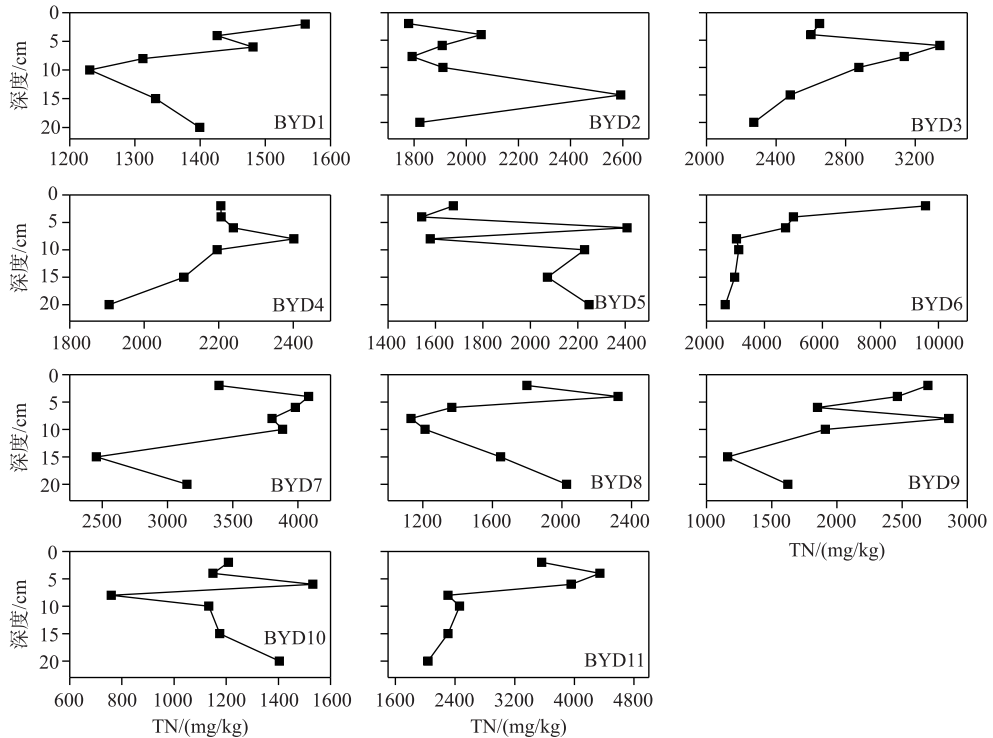 0
5
10
15
20
深度/cm
BYD1
1200 1300 1400 1500 1600
BYD2
1800 2000 2200 2400 2600
BYD3
2000 2400 2800 3200
0
5
10
15
20
深度/cm
BYD4
1800 2000 2200 2400
BYD5
1400 1600 1800 2000 2200 2400
BYD6
2000 4000 6000 8000 10000
0
5
10
15
20
深度/cm
BYD7
2500 3000 3500 4000
BYD8
1200 1600 2000 2400
BYD9
1000 1500 2000 2500 3000
TN/(mg/kg)
0
5
10
15
20
深度/cm
BYD10
600 800 1000 1200 1400 1600
TN/(mg/kg)
BYD11
1600 2400 3200 4000 4800
TN/(mg/kg)